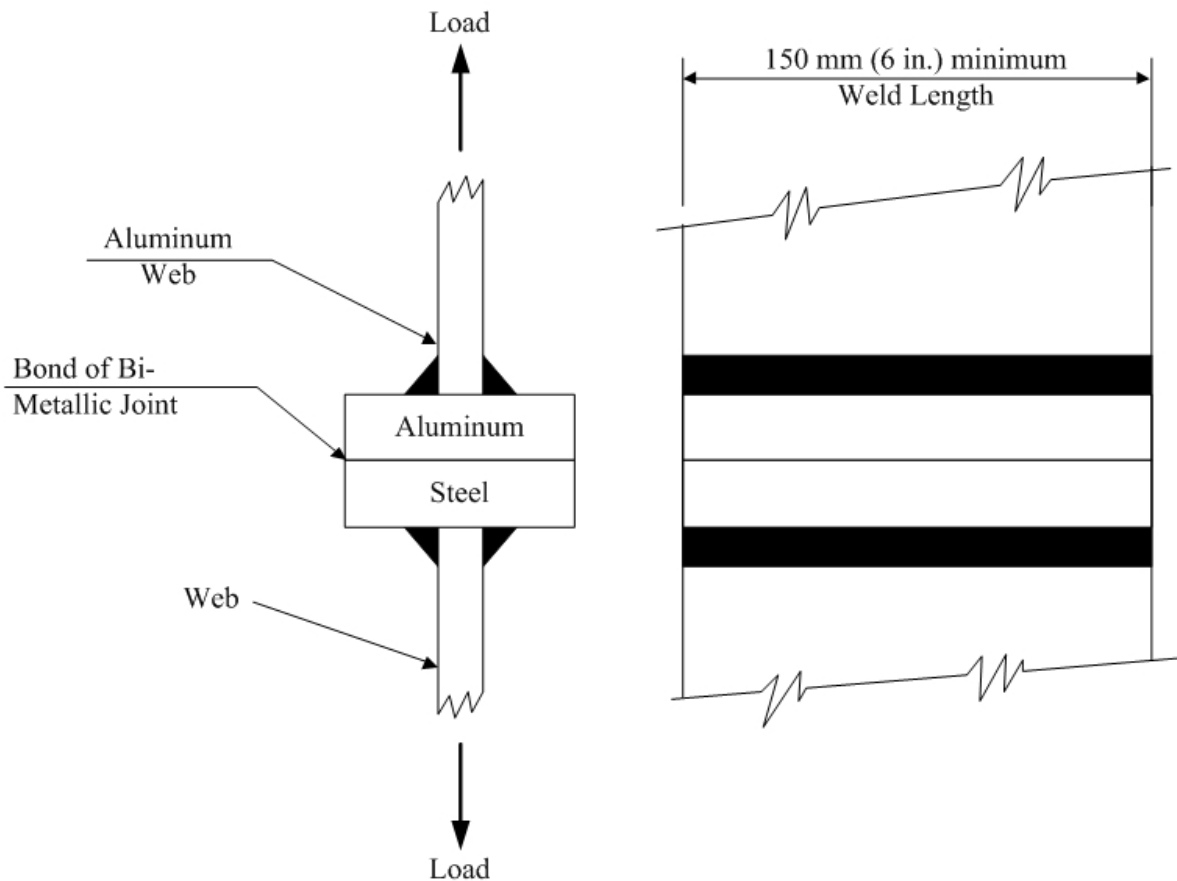 Load
150 mm (6 in.) minimum
Weld Length
Aluminum
Web
Bond of Bi-
Metallic Joint
Aluminum
Steel
Web
Load